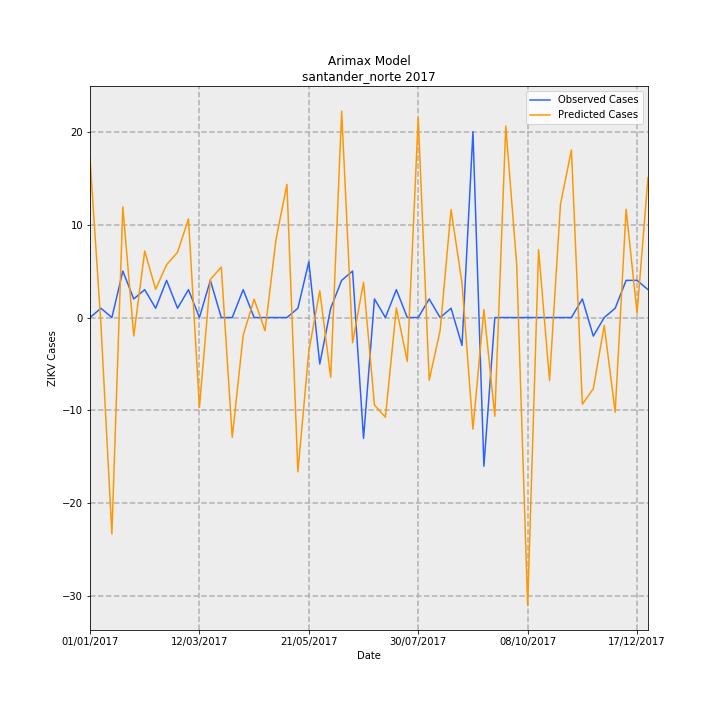 Arimax Model
santander_norte 2017
Observed Cases
Predicted Cases
ZIKV Cases
20
10
0
−10
−20
−30
01/01/2017 12/03/2017 21/05/2017 30/07/2017 08/10/2017 17/12/2017
Date